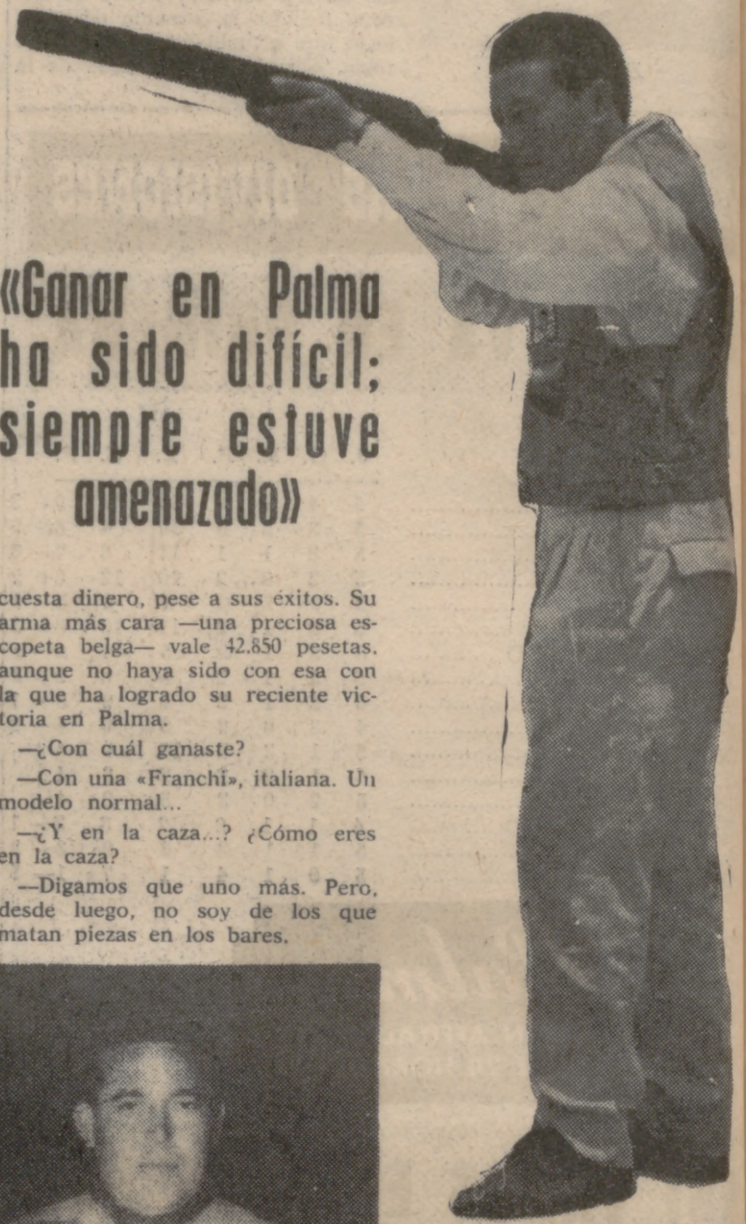 «Ganar en Palma
ha sido difícil;
siempre estuve
amenazado»
cuesta dinero, pese a sus éxitos. Su
arma más cara —una preciosa es-
copeta belga— vale 42.850 pesetas,
aunque no haya sido con esa con
la que ha logrado su reciente vic-
toria en Palma.
—¿Con cuál ganaste?
—Con una «Franchi», italiana. Un
modelo normal...
—¿Y en la caza...? ¿Cómo eres
en la caza?
—Digamos que uno más. Pero,
desde luego, no soy de los que
matan piezas en los bares.